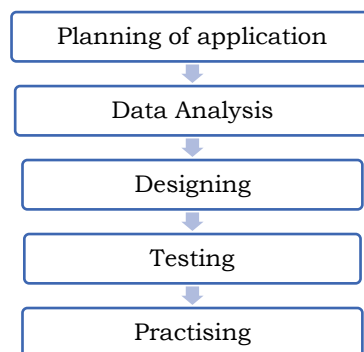 Planning of application
Data Analysis
Designing
Testing
Practising